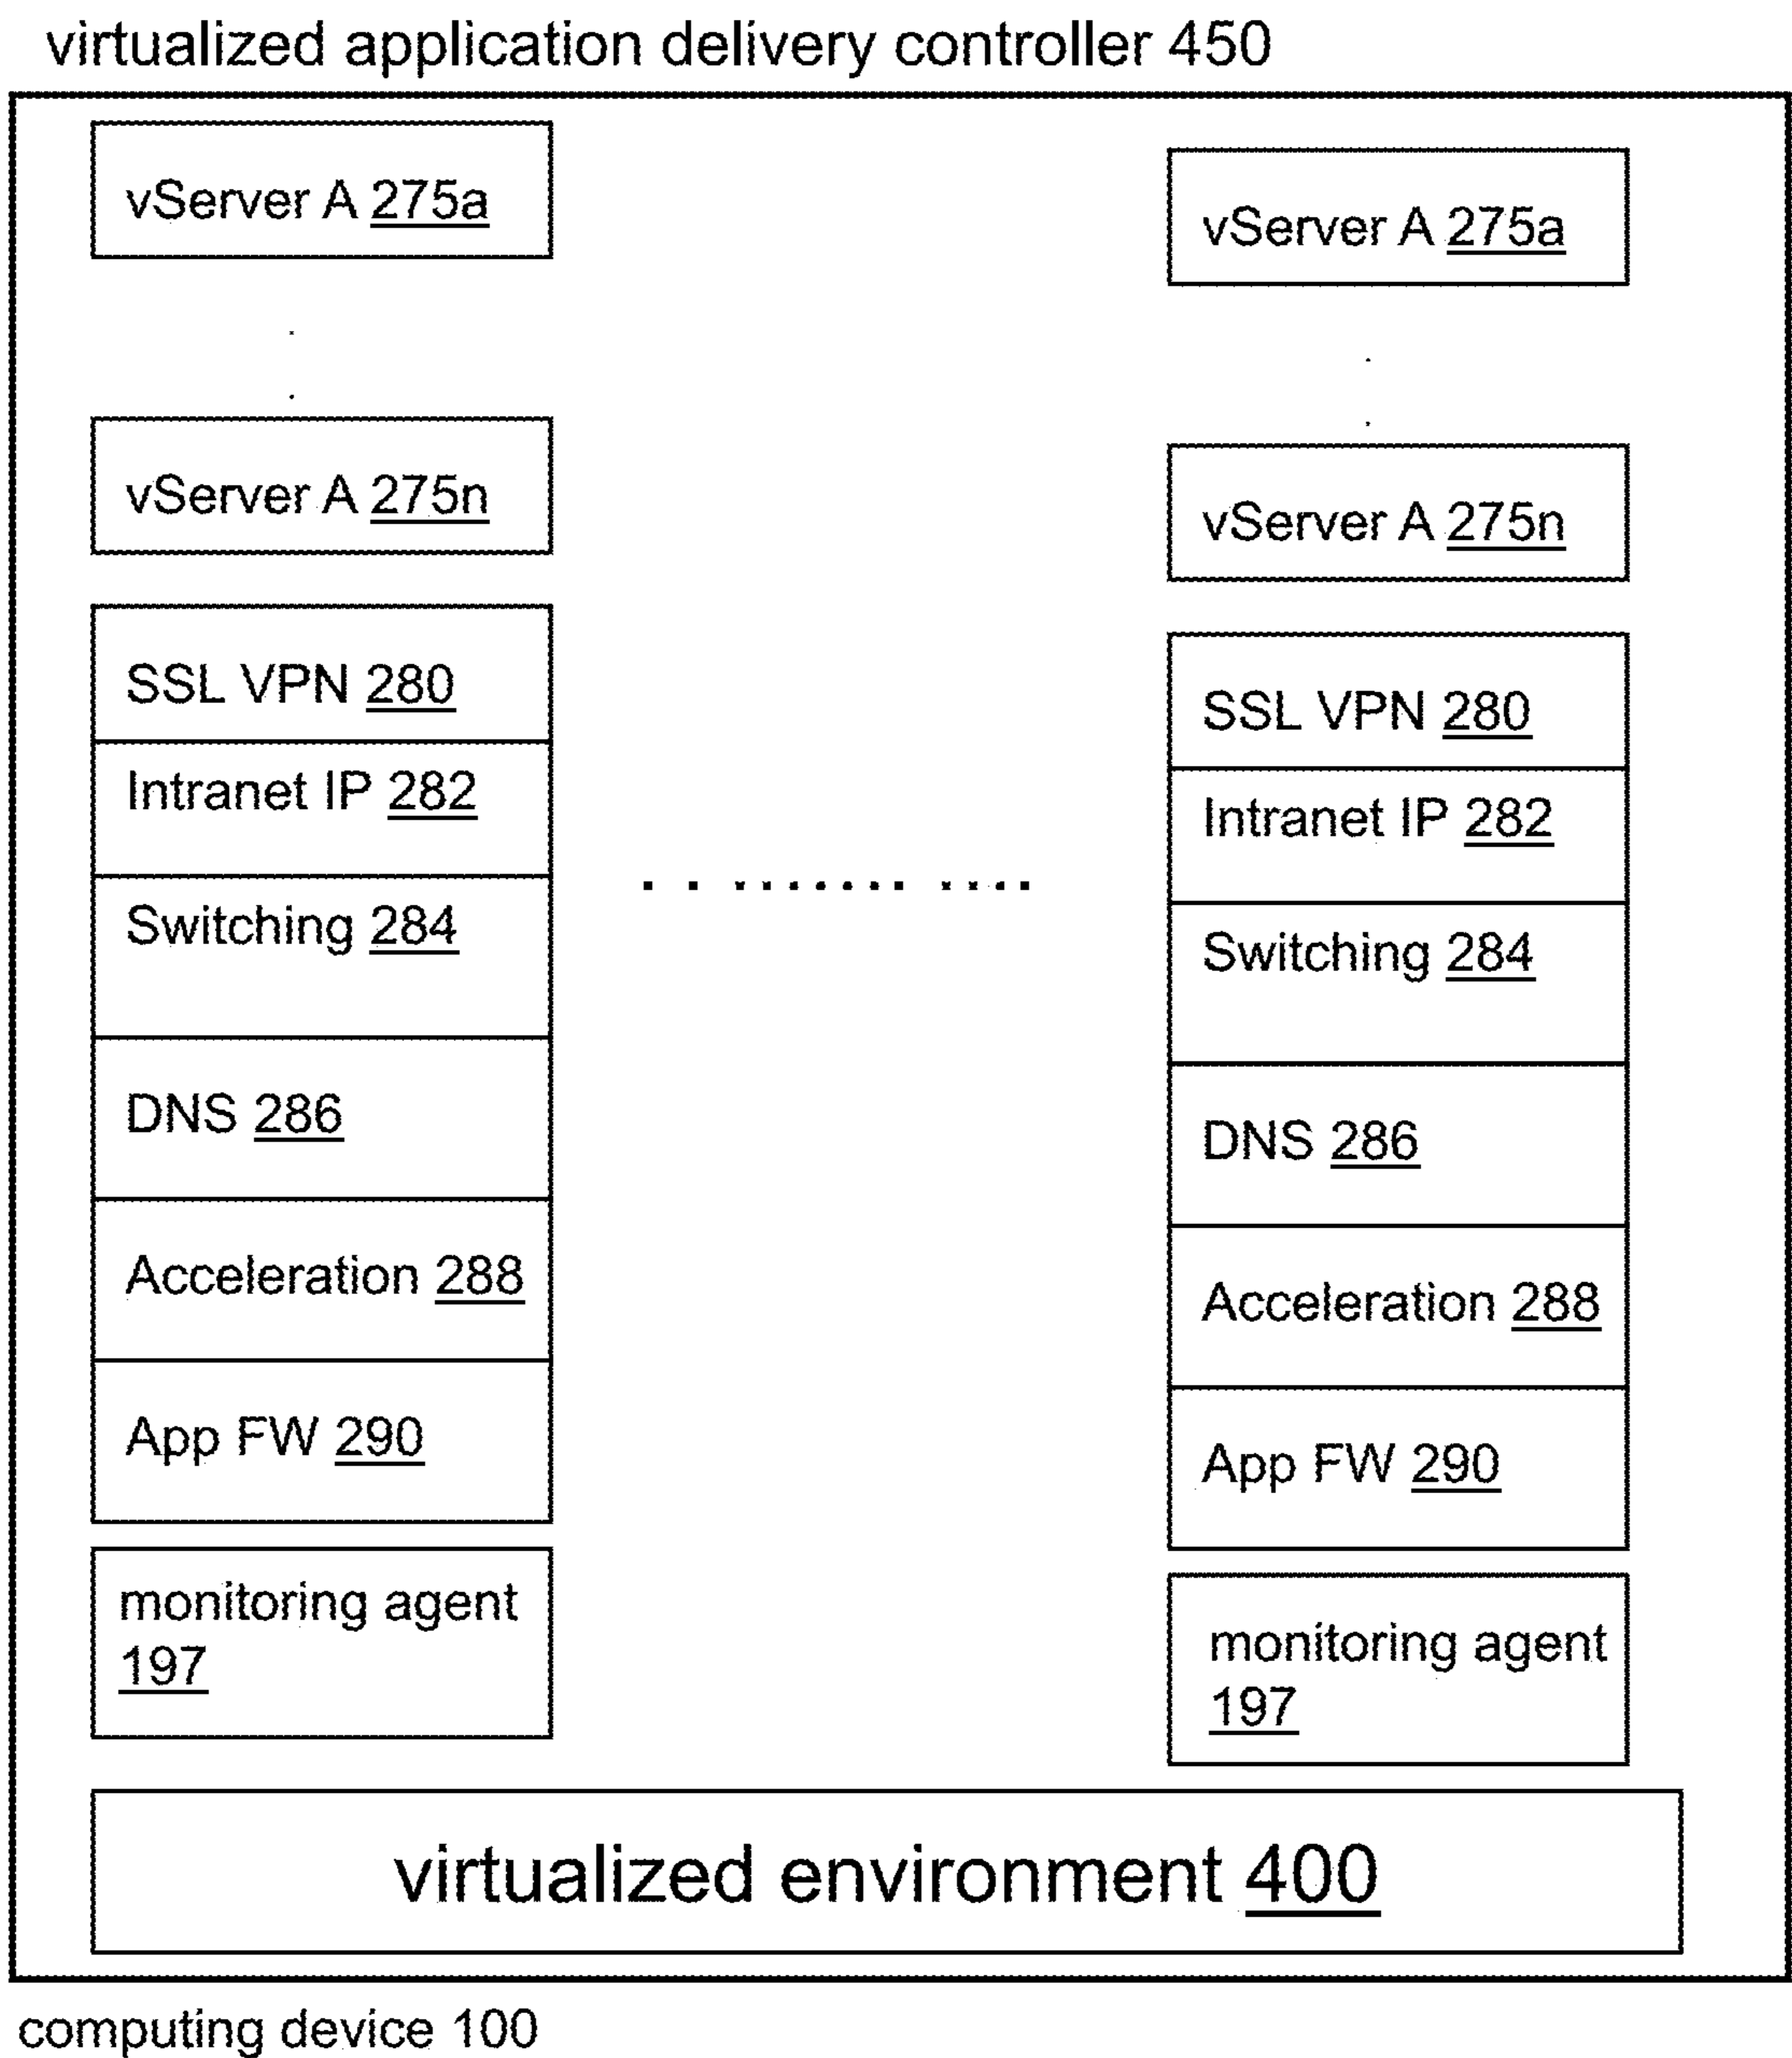 virtualized application delivery controller 450
vServer A 275a
vServer A 275n
SSL VPN 280
Intranet IP 282
Switching 284
DNS 286
Acceleration 288
App FW 290
monitoring agent
197
vServer A 275a
vServer A 275n
SSL VPN 280
Intranet IP 282
Switching 284
DNS 286
Acceleration 288
App FW 290
monitoring agent
197
virtualized environment 400
computing device 100